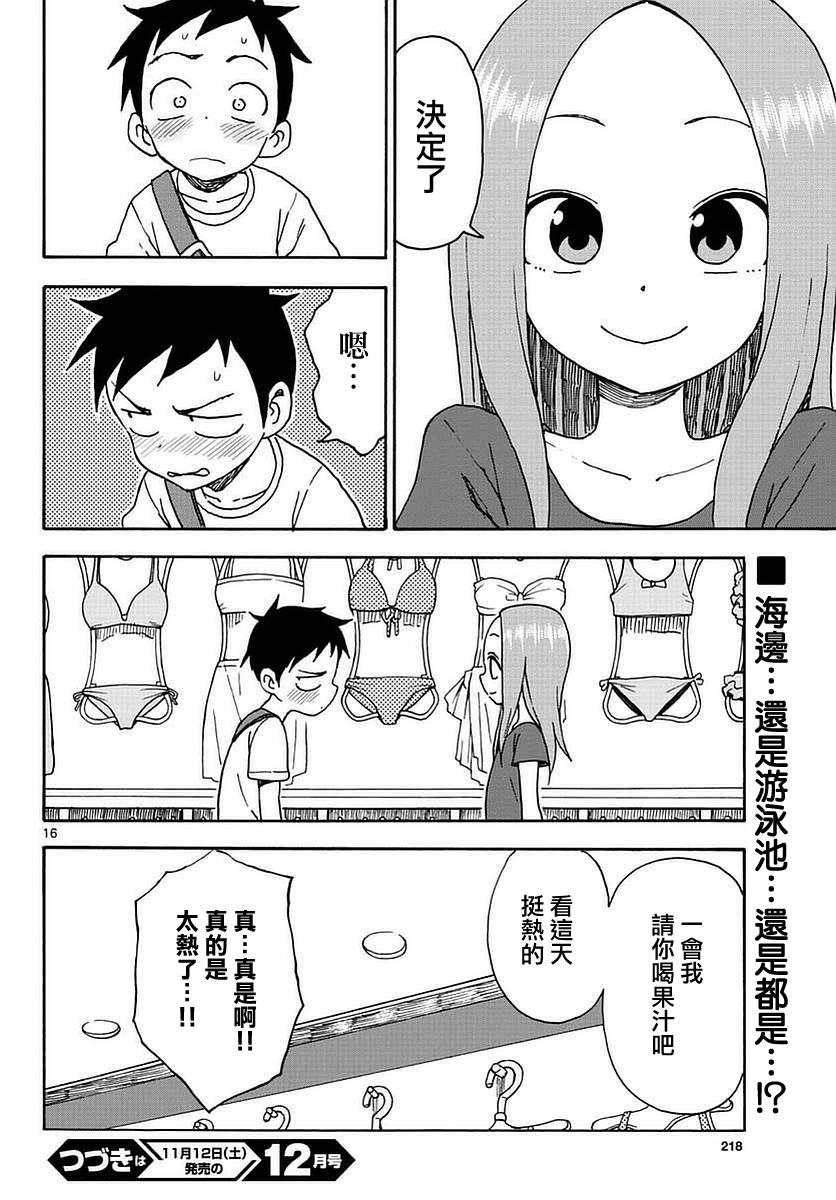 決定了
嗯…
一會我
請你喝果汁吧
看這天
挺熱的
真…真是啊!!
真的是
太熱了…!!
■海邊…還是游泳池…還是都是…!?
16
218
つづきは
11月12日(土)
発売の
12月号